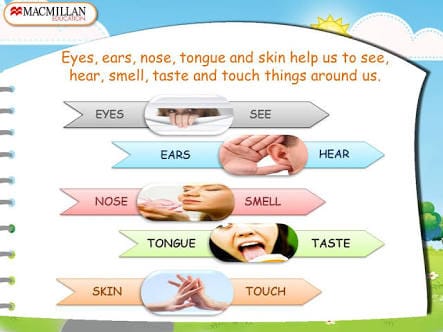 MACMILLAN
EDUCATION
Eyes, ears, nose, tongue and skin help us to see,
hear, smell, taste and touch things around us.
EYES SEE
EARS HEAR
NOSE SMELL
TONGUE TASTE
SKIN TOUCH